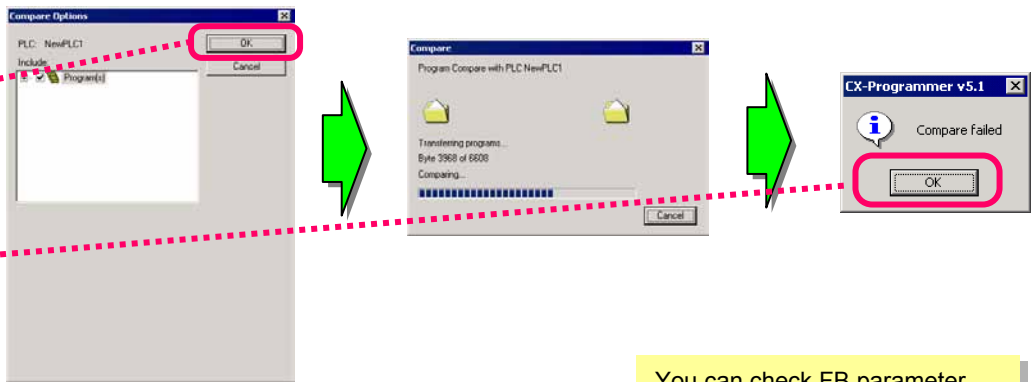 Compare Options
PLC: NewPLC1
OK
Include
Cancel
Program(s)
Compare
Program Compare with PLC NewPLC1
Transferring programs...
Byte 3968 of 6608
Comparing...
Cancel
CX-Programmer v5.1
Compare failed
OK
You can check FB parameter